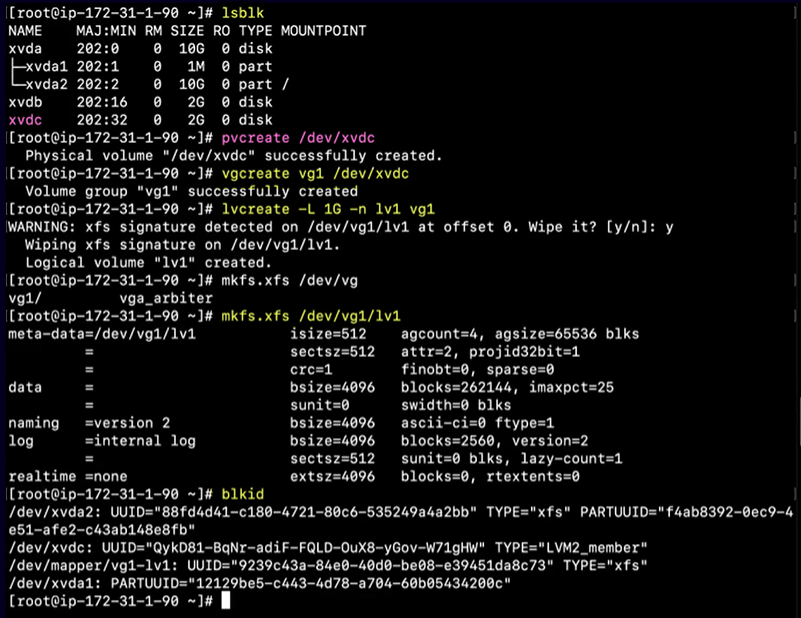 [root@ip-172-31-1-90 ~]# lsblk
NAME    MAJ:MIN RM SIZE RO TYPE MOUNTPOINT
xvda    202:0    0  10G  0 disk
├─xvda1 202:1    0   1M  0 part
└─xvda2 202:2    0  10G  0 part /
xvdb    202:16   0   2G  0 disk
xvdc    202:32   0   2G  0 disk
[root@ip-172-31-1-90 ~]# pvcreate /dev/xvdc
  Physical volume "/dev/xvdc" successfully created.
[root@ip-172-31-1-90 ~]# vgcreate vg1 /dev/xvdc
  Volume group "vg1" successfully created
[root@ip-172-31-1-90 ~]# lvcreate -L 1G -n lv1 vg1
WARNING: xfs signature detected on /dev/vg1/lv1 at offset 0. Wipe it? [y/n]: y
  Wiping xfs signature on /dev/vg1/lv1.
  Logical volume "lv1" created.
[root@ip-172-31-1-90 ~]# mkfs.xfs /dev/vg
vg1/         vga_arbiter
[root@ip-172-31-1-90 ~]# mkfs.xfs /dev/vg1/lv1
meta-data=/dev/vg1/lv1           isize=512    agcount=4, agsize=65536 blks
         =                       sectsz=512   attr=2, projid32bit=1
         =                       crc=1        finobt=0, sparse=0
data     =                       bsize=4096   blocks=262144, imaxpct=25
         =                       sunit=0      swidth=0 blks
naming   =version 2              bsize=4096   ascii-ci=0 ftype=1
log      =internal log           bsize=4096   blocks=2560, version=2
         =                       sectsz=512   sunit=0 blks, lazy-count=1
realtime =none                   extsz=4096   blocks=0, rtextents=0
[root@ip-172-31-1-90 ~]# blkid
/dev/xvda2: UUID="88fd4d41-c180-4721-80c6-535249a4a2bb" TYPE="xfs" PARTUUID="f4ab8392-0ec9-4
e51-afe2-c43ab148e8fb"
/dev/xvdc: UUID="QykD81-BqNr-adiF-FQLD-OuX8-yGov-W71gHW" TYPE="LVM2_member"
/dev/mapper/vg1-lv1: UUID="9239c43a-84e0-40d0-be08-e39451da8c73" TYPE="xfs"
/dev/xvda1: PARTUUID="12129be5-c443-4d78-a704-60b05434200c"
[root@ip-172-31-1-90 ~]#